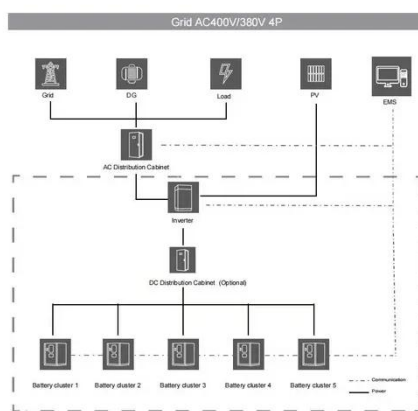 Grid AC400V/380V 4P
Grid
DG
Load
PV
EMS
AC Distribution Cabinet
Inverter
DC Distribution Cabinet (Optional)
Battery cluster 1
Battery cluster 2
Battery cluster 3
Battery cluster 4
Battery cluster 5
Communication
Power